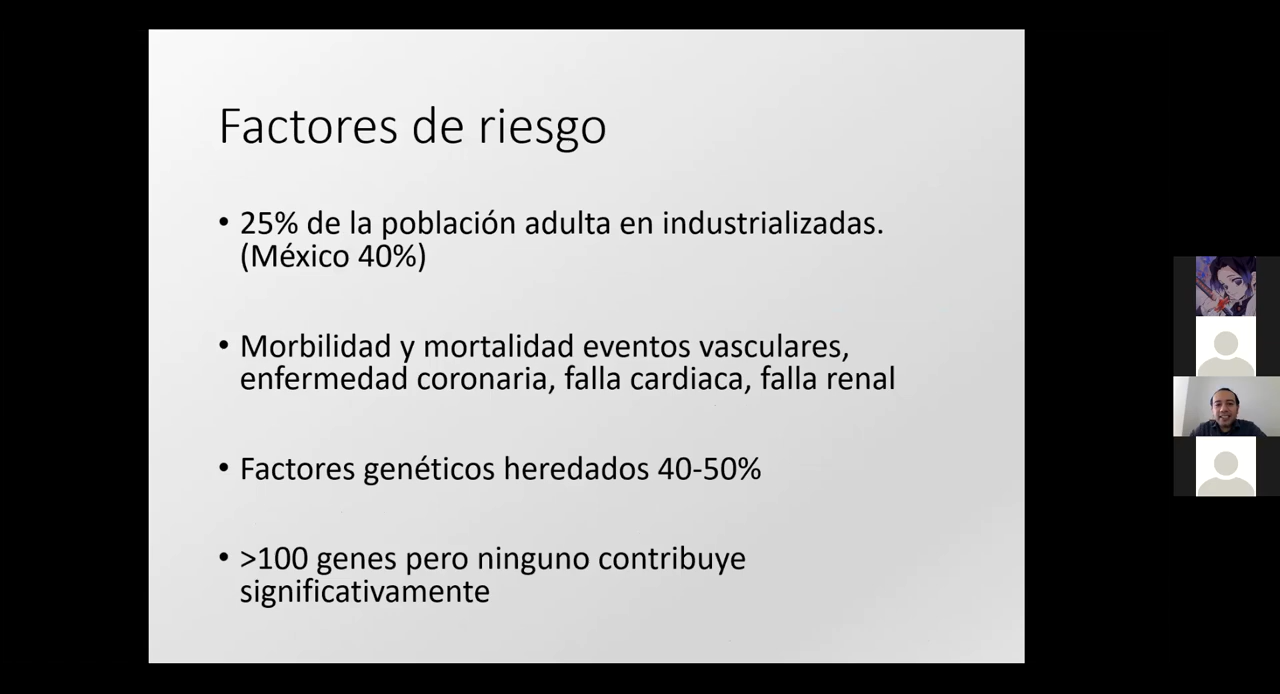 Factores de riesgo
• 25% de la población adulta en industrializadas.
(México 40%)
• Morbilidad y mortalidad eventos vasculares,
enfermedad coronaria, falla cardiaca, falla renal
• Factores genéticos heredados 40-50%
• >100 genes pero ninguno contribuye
significativamente